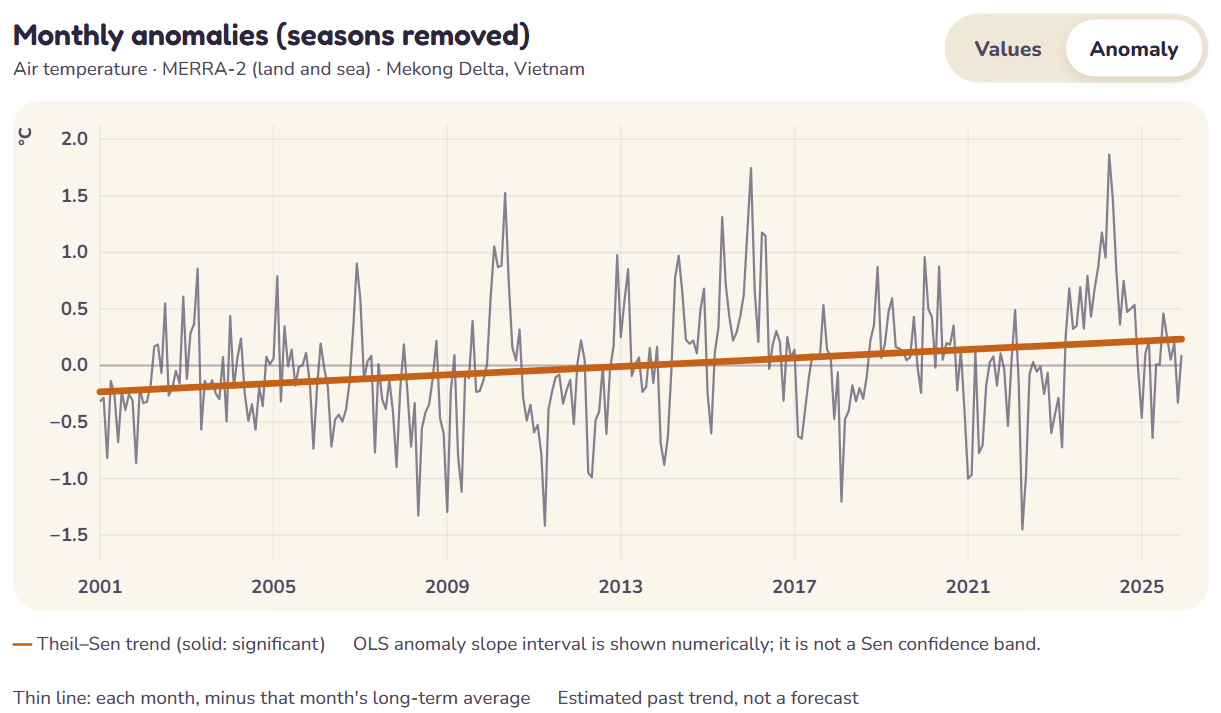 Monthly anomalies (seasons removed)
Air temperature · MERRA-2 (land and sea) · Mekong Delta, Vietnam
Values
Anomaly
°C
2.0
1.5
1.0
0.5
0.0
−0.5
−1.0
−1.5
2001 2005 2009 2013 2017 2021 2025
Theil–Sen trend (solid: significant) OLS anomaly slope interval is shown numerically; it is not a Sen confidence band.
Thin line: each month, minus that month's long-term average Estimated past trend, not a forecast